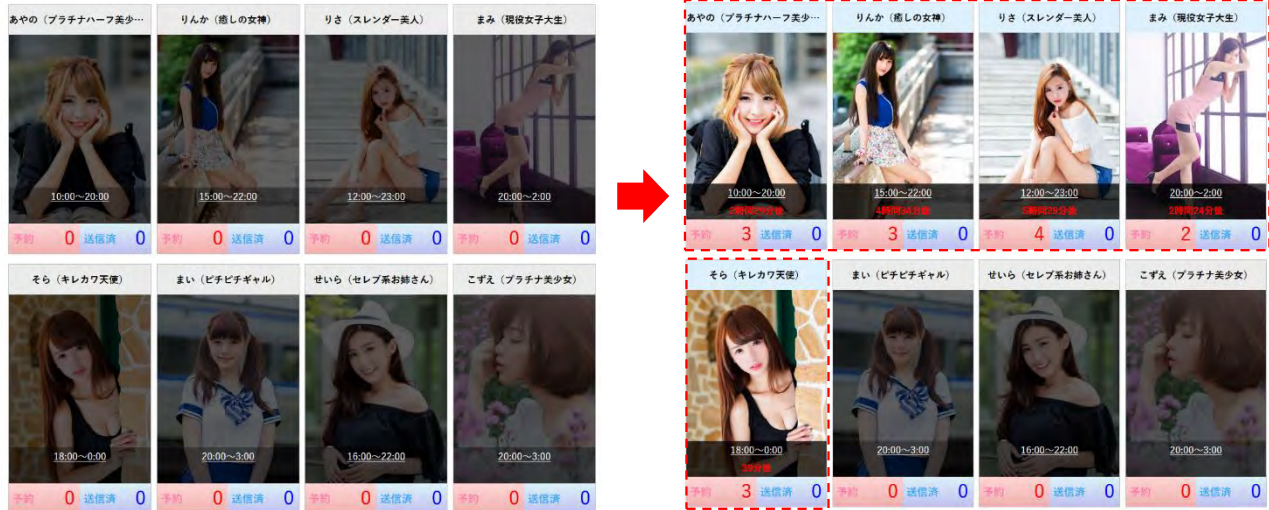 あやの（プラチナハーフ美少…
りんか（癒しの女神）
りさ（スレンダー美人）
まみ（現役女子大生）
10:00～20:00
15:00～22:00
12:00～23:00
20:00～2:00
予約 0 送信済 0
予約 0 送信済 0
予約 0 送信済 0
予約 0 送信済 0
そら（キレカワ天使）
まい（ピチピチギャル）
せいら（セレブ系お姉さん）
こずえ（プラチナ美少女）
18:00～0:00
20:00～3:00
16:00～22:00
20:00～3:00
予約 0 送信済 0
予約 0 送信済 0
予約 0 送信済 0
予約 0 送信済 0
あやの（プラチナハーフ美少…
りんか（癒しの女神）
りさ（スレンダー美人）
まみ（現役女子大生）
10:00～20:00
15:00～22:00
12:00～23:00
20:00～2:00
4時間34分後
2時間24分後
予約 3 送信済 0
予約 3 送信済 0
予約 4 送信済 0
予約 2 送信済 0
そら（キレカワ天使）
まい（ピチピチギャル）
せいら（セレブ系お姉さん）
こずえ（プラチナ美少女）
18:00～0:00
20:00～3:00
16:00～22:00
20:00～3:00
39分後
予約 3 送信済 0
予約 0 送信済 0
予約 0 送信済 0
予約 0 送信済 0